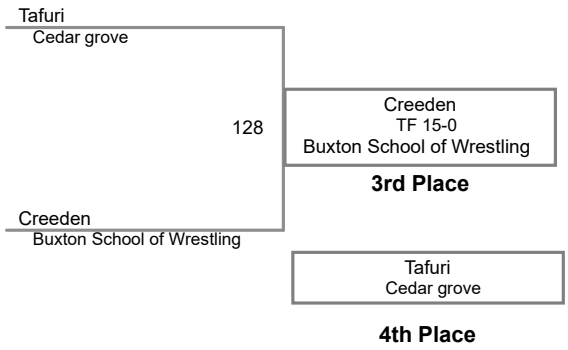 Tafuri
Cedar grove
128
Creeden
TF 15-0
Buxton School of Wrestling
3rd Place
Creeden
Buxton School of Wrestling
Tafuri
Cedar grove
4th Place